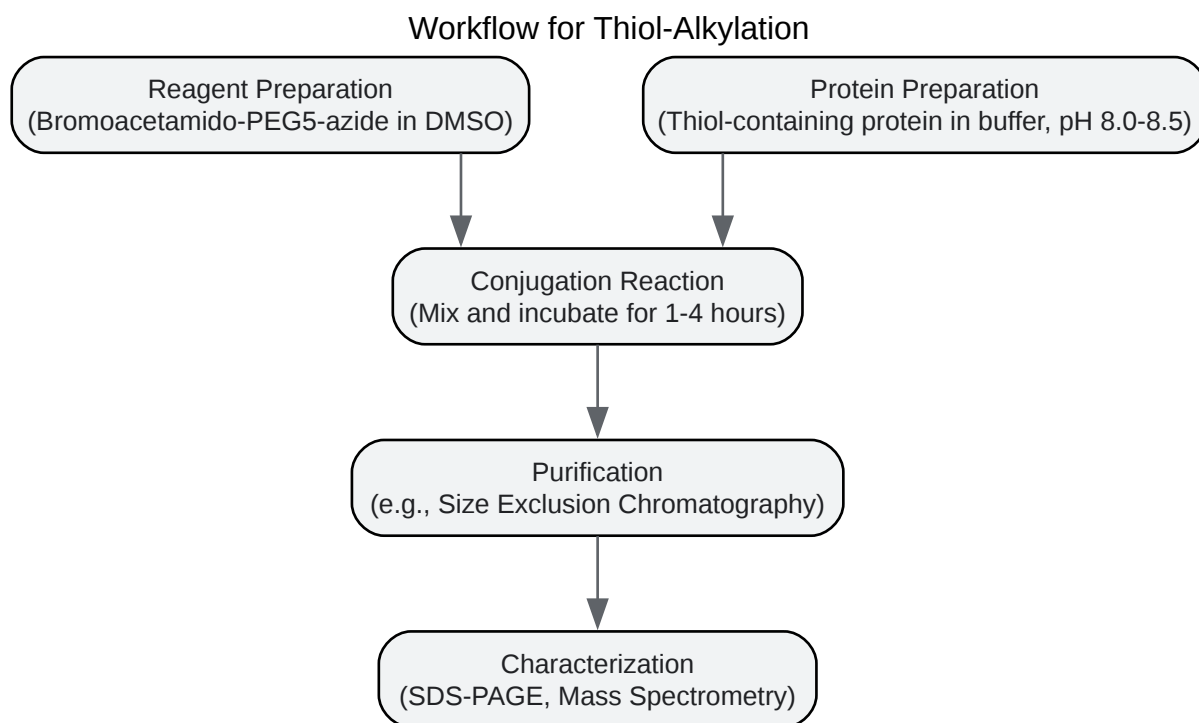 Workflow for Thiol-Alkylation
Reagent Preparation
(Bromoacetamido-PEG5-azide in DMSO)
Protein Preparation
(Thiol-containing protein in buffer, pH 8.0-8.5)
Conjugation Reaction
(Mix and incubate for 1-4 hours)
Purification
(e.g., Size Exclusion Chromatography)
Characterization
(SDS-PAGE, Mass Spectrometry)